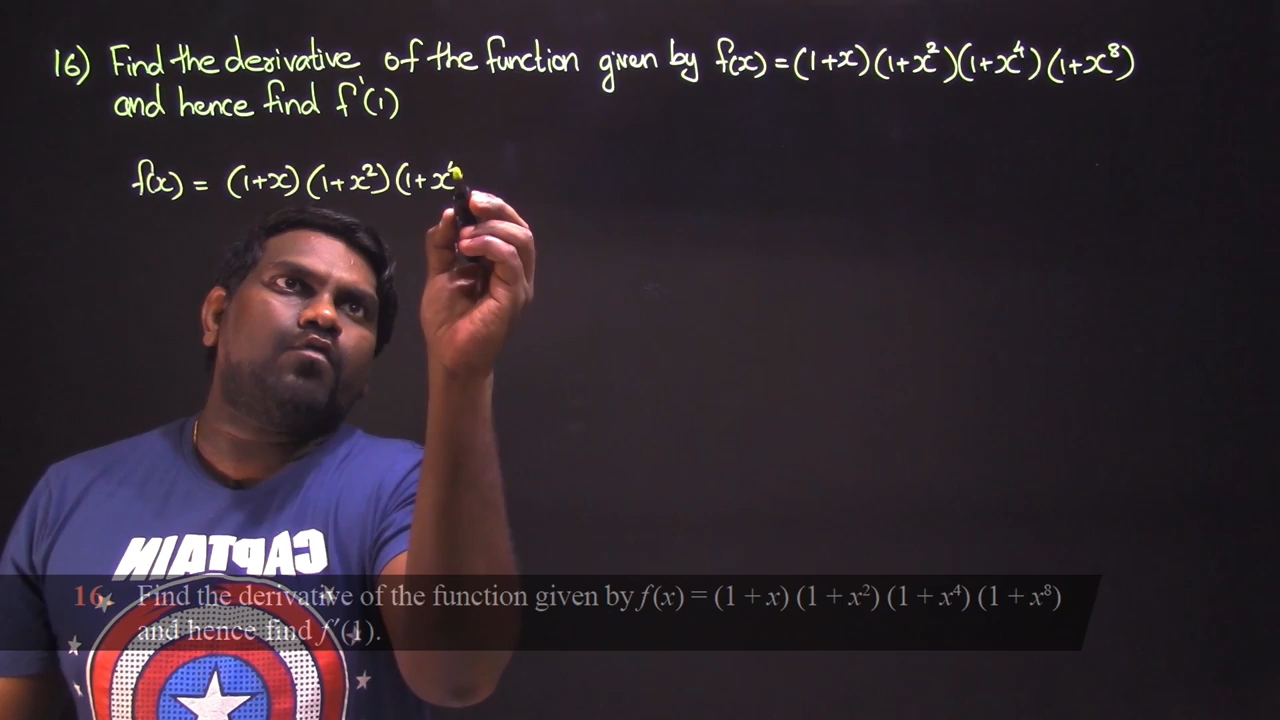 16) Find the derivative of the function given by f(x) = (1+x)(1+x²)(1+x⁴)(1+x⁸)
and hence find f'(1)
f(x) = (1+x)(1+x²)(1+x⁴
CAPTAIN
16. Find the derivative of the function given by f(x) = (1 + x) (1 + x²) (1 + x⁴) (1 + x⁸)
and hence find f′(1).